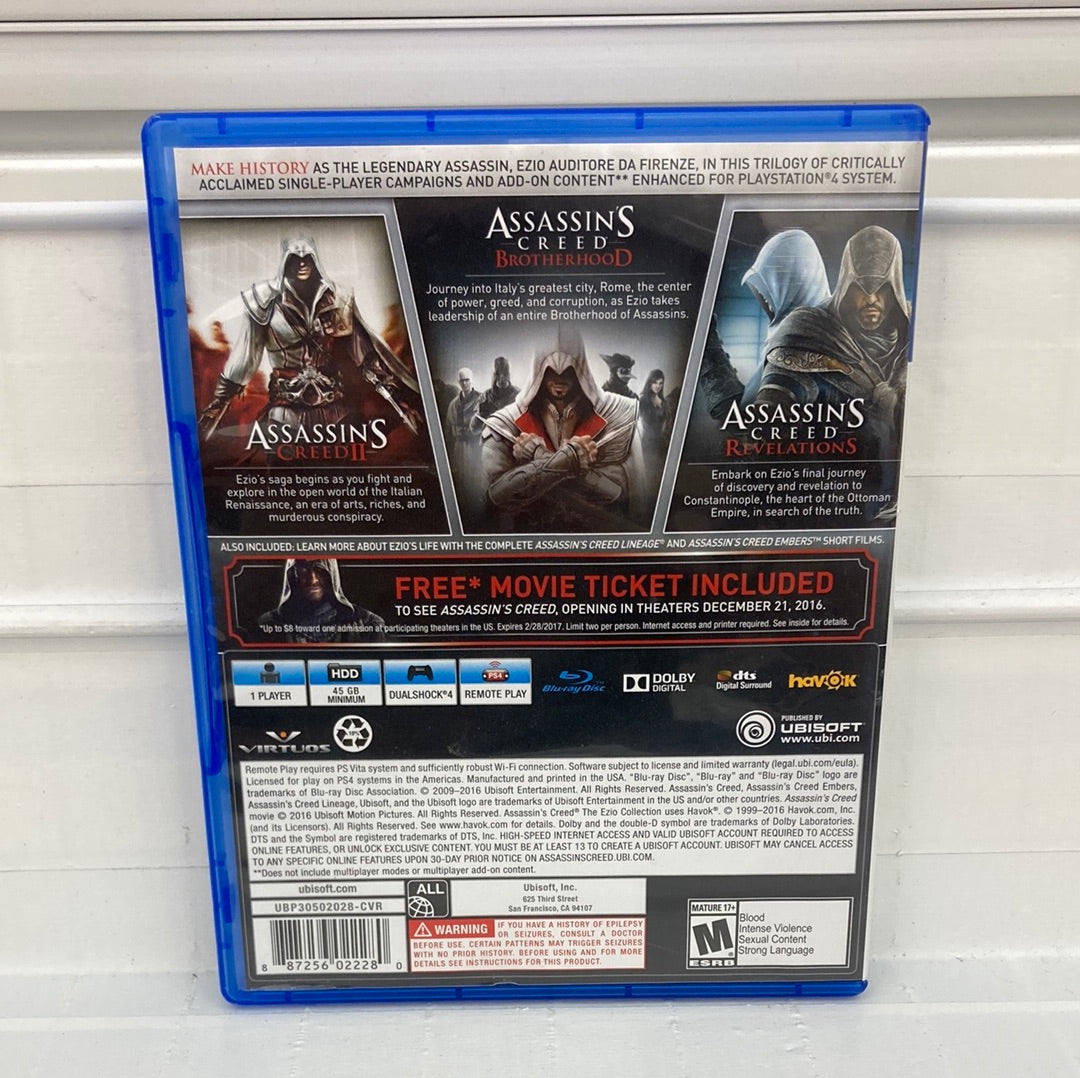 MAKE HISTORY AS THE LEGENDARY ASSASSIN, EZIO AUDITORE DA FIRENZE, IN THIS TRILOGY OF CRITICALLY
ACCLAIMED SINGLE-PLAYER CAMPAIGNS AND ADD-ON CONTENT** ENHANCED FOR PLAYSTATION®4 SYSTEM.
ASSASSIN'S
CREED II
Ezio's saga begins as you fight and
explore in the open world of the Italian
Renaissance, an era of arts, riches, and
murderous conspiracy.
ASSASSIN'S
CREED
BROTHERHOOD
Journey into Italy's greatest city, Rome, the center
of power, greed, and corruption, as Ezio takes
leadership of an entire Brotherhood of Assassins.
ASSASSIN'S
CREED
REVELATIONS
Embark on Ezio's final journey
of discovery and revelation to
Constantinople, the heart of the Ottoman
Empire, in search of the truth.
ALSO INCLUDED: LEARN MORE ABOUT EZIO'S LIFE WITH THE COMPLETE ASSASSIN'S CREED LINEAGE® AND ASSASSIN'S CREED EMBERS™ SHORT FILMS.
FREE* MOVIE TICKET INCLUDED
TO SEE ASSASSIN'S CREED, OPENING IN THEATERS DECEMBER 21, 2016.
*Up to $8 toward one admission at participating theaters in the US. Expires 2/28/2017. Limit two per person. Internet access and printer required. See inside for details.
1 PLAYER
HDD
45 GB
MINIMUM
DUALSHOCK®4
PS4
REMOTE PLAY
Blu-ray Disc
DOLBY
DIGITAL
dts
Digital Surround
havok
VIRTUOS
PUBLISHED BY
UBISOFT
www.ubi.com
Remote Play requires PS Vita system and sufficiently robust Wi-Fi connection. Software subject to license and limited warranty (legal.ubi.com/eula).
Licensed for play on PS4 systems in the Americas. Manufactured and printed in the USA. "Blu-ray Disc", "Blu-ray" and "Blu-ray Disc" logo are
trademarks of Blu-ray Disc Association. © 2009–2016 Ubisoft Entertainment. All Rights Reserved. Assassin's Creed, Assassin's Creed Embers,
Assassin's Creed Lineage, Ubisoft, and the Ubisoft logo are trademarks of Ubisoft Entertainment in the US and/or other countries. Assassin's Creed
movie © 2016 Ubisoft Motion Pictures. All Rights Reserved. Assassin's Creed® The Ezio Collection uses Havok®. © 1999–2016 Havok.com, Inc.
(and its Licensors). All Rights Reserved. See www.havok.com for details. Dolby and the double-D symbol are trademarks of Dolby Laboratories.
DTS and the Symbol are registered trademarks of DTS, Inc. HIGH-SPEED INTERNET ACCESS AND VALID UBISOFT ACCOUNT REQUIRED TO ACCESS
ONLINE FEATURES, OR UNLOCK EXCLUSIVE CONTENT. YOU MUST BE AT LEAST 13 TO CREATE A UBISOFT ACCOUNT. UBISOFT MAY CANCEL ACCESS
TO ANY SPECIFIC ONLINE FEATURES UPON 30-DAY PRIOR NOTICE ON ASSASSINSCREED.UBI.COM.
**Does not include multiplayer modes or multiplayer add-on content.
ubisoft.com
UBP30502028-CVR
8 87256 02228 0
ALL
Ubisoft, Inc.
625 Third Street
San Francisco, CA 94107
WARNING IF YOU HAVE A HISTORY OF EPILEPSY
OR SEIZURES, CONSULT A DOCTOR
BEFORE USE. CERTAIN PATTERNS MAY TRIGGER SEIZURES
WITH NO PRIOR HISTORY. BEFORE USING AND FOR MORE
DETAILS SEE INSTRUCTIONS FOR THIS PRODUCT.
MATURE 17+
M
ESRB
Blood
Intense Violence
Sexual Content
Strong Language